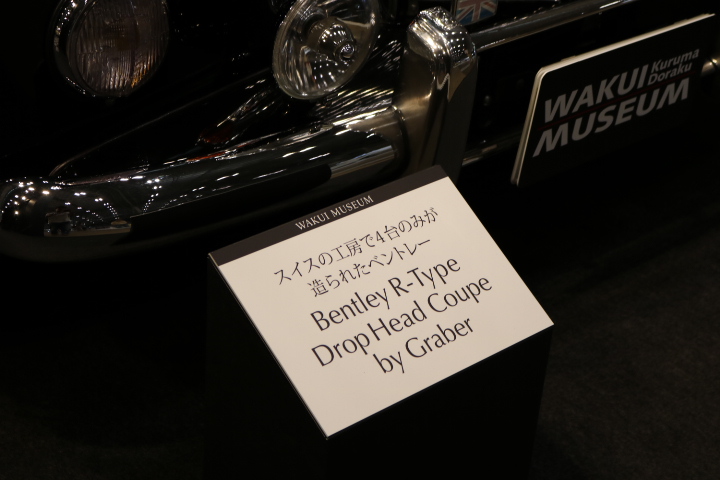 WAKUI Kuruma Doraku
MUSEUM
WAKUI MUSEUM
スイスの工房で4台のみが
造られたベントレー
Bentley R-Type
Drop Head Coupe
by Graber